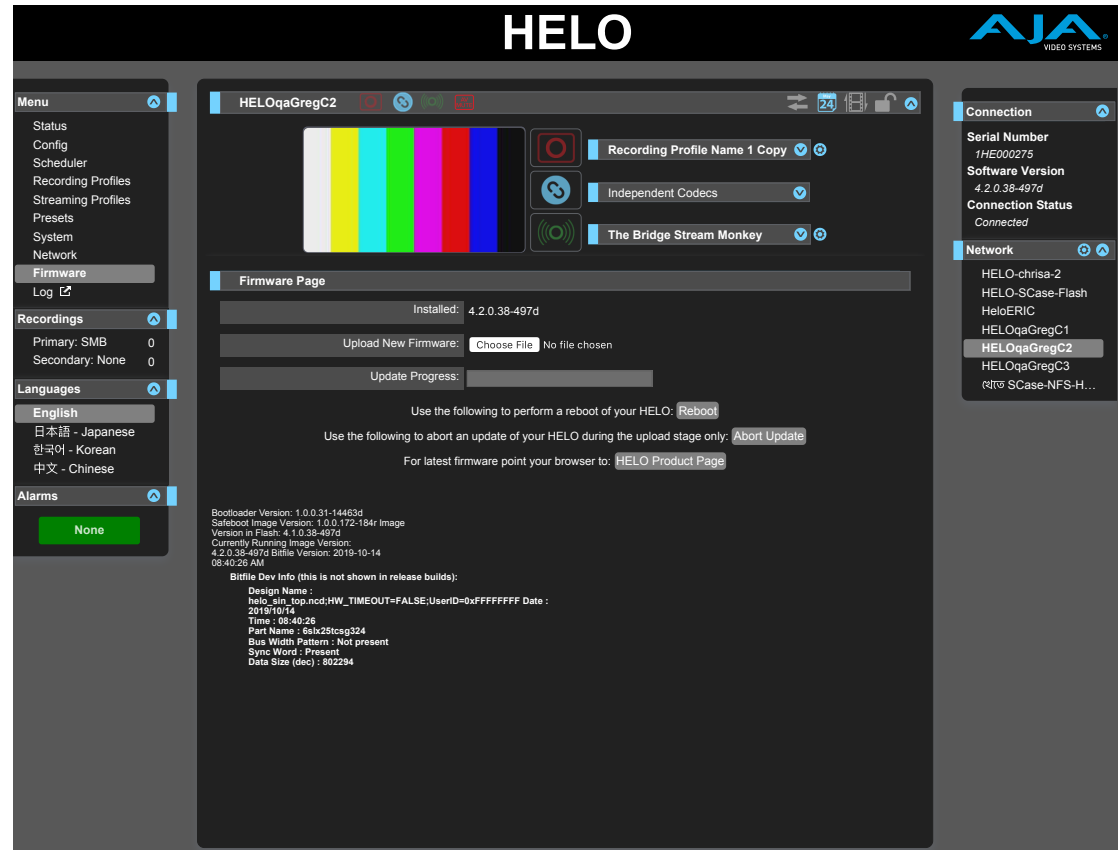 HELO
AJA
VIDEO SYSTEMS
Menu
Status
Config
Scheduler
Recording Profiles
Streaming Profiles
Presets
System
Network
Firmware
Log
Recordings
Primary: SMB 0
Secondary: None 0
Languages
English
日本語 - Japanese
한국어 - Korean
中文 - Chinese
Alarms
None
HELOqaGregC2
24
Recording Profile Name 1 Copy
Independent Codecs
The Bridge Stream Monkey
Firmware Page
Installed: 4.2.0.38-497d
Upload New Firmware: Choose File No file chosen
Update Progress:
Use the following to perform a reboot of your HELO: Reboot
Use the following to abort an update of your HELO during the upload stage only: Abort Update
For latest firmware point your browser to: HELO Product Page
Bootloader Version: 1.0.0.31-14463d
Safeboot Image Version: 1.0.0.172-184r Image
Version in Flash: 4.1.0.38-497d
Currently Running Image Version:
4.2.0.38-497d Bitfile Version: 2019-10-14
08:40:26 AM
Bitfile Dev Info (this is not shown in release builds):
Design Name :
helo_sin_top.ncd;HW_TIMEOUT=FALSE;UserID=0xFFFFFFFF Date :
2019/10/14
Time : 08:40:26
Part Name : 6slx25tcsg324
Bus Width Pattern : Not present
Sync Word : Present
Data Size (dec) : 802294
Connection
Serial Number
1HE000275
Software Version
4.2.0.38-497d
Connection Status
Connected
Network
HELO-chrisa-2
HELO-SCase-Flash
HeloERIC
HELOqaGregC1
HELOqaGregC2
HELOqaGregC3
SCase-NFS-H…